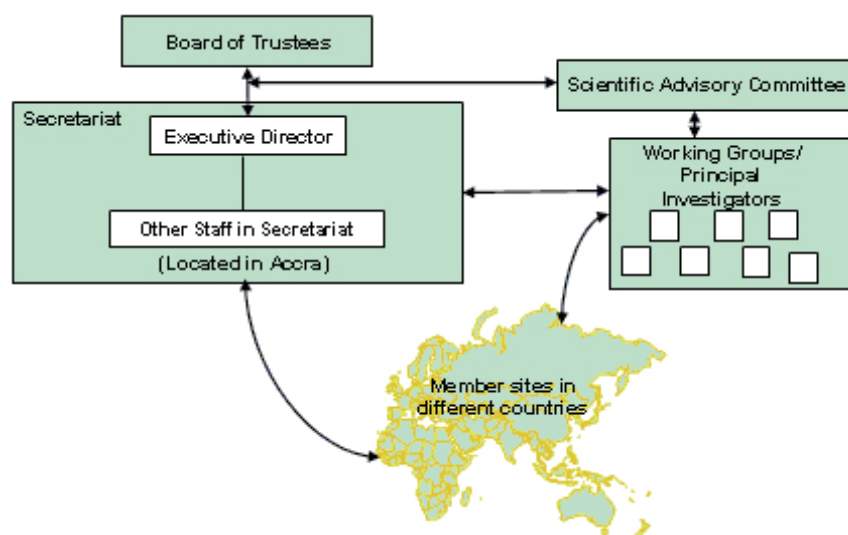 Board of Trustees
Scientific Advisory Committee
Secretariat
Executive Director
Other Staff in Secretariat
(Located in Accra)
Working Groups/
Principal
Investigators
Member sites in
different countries